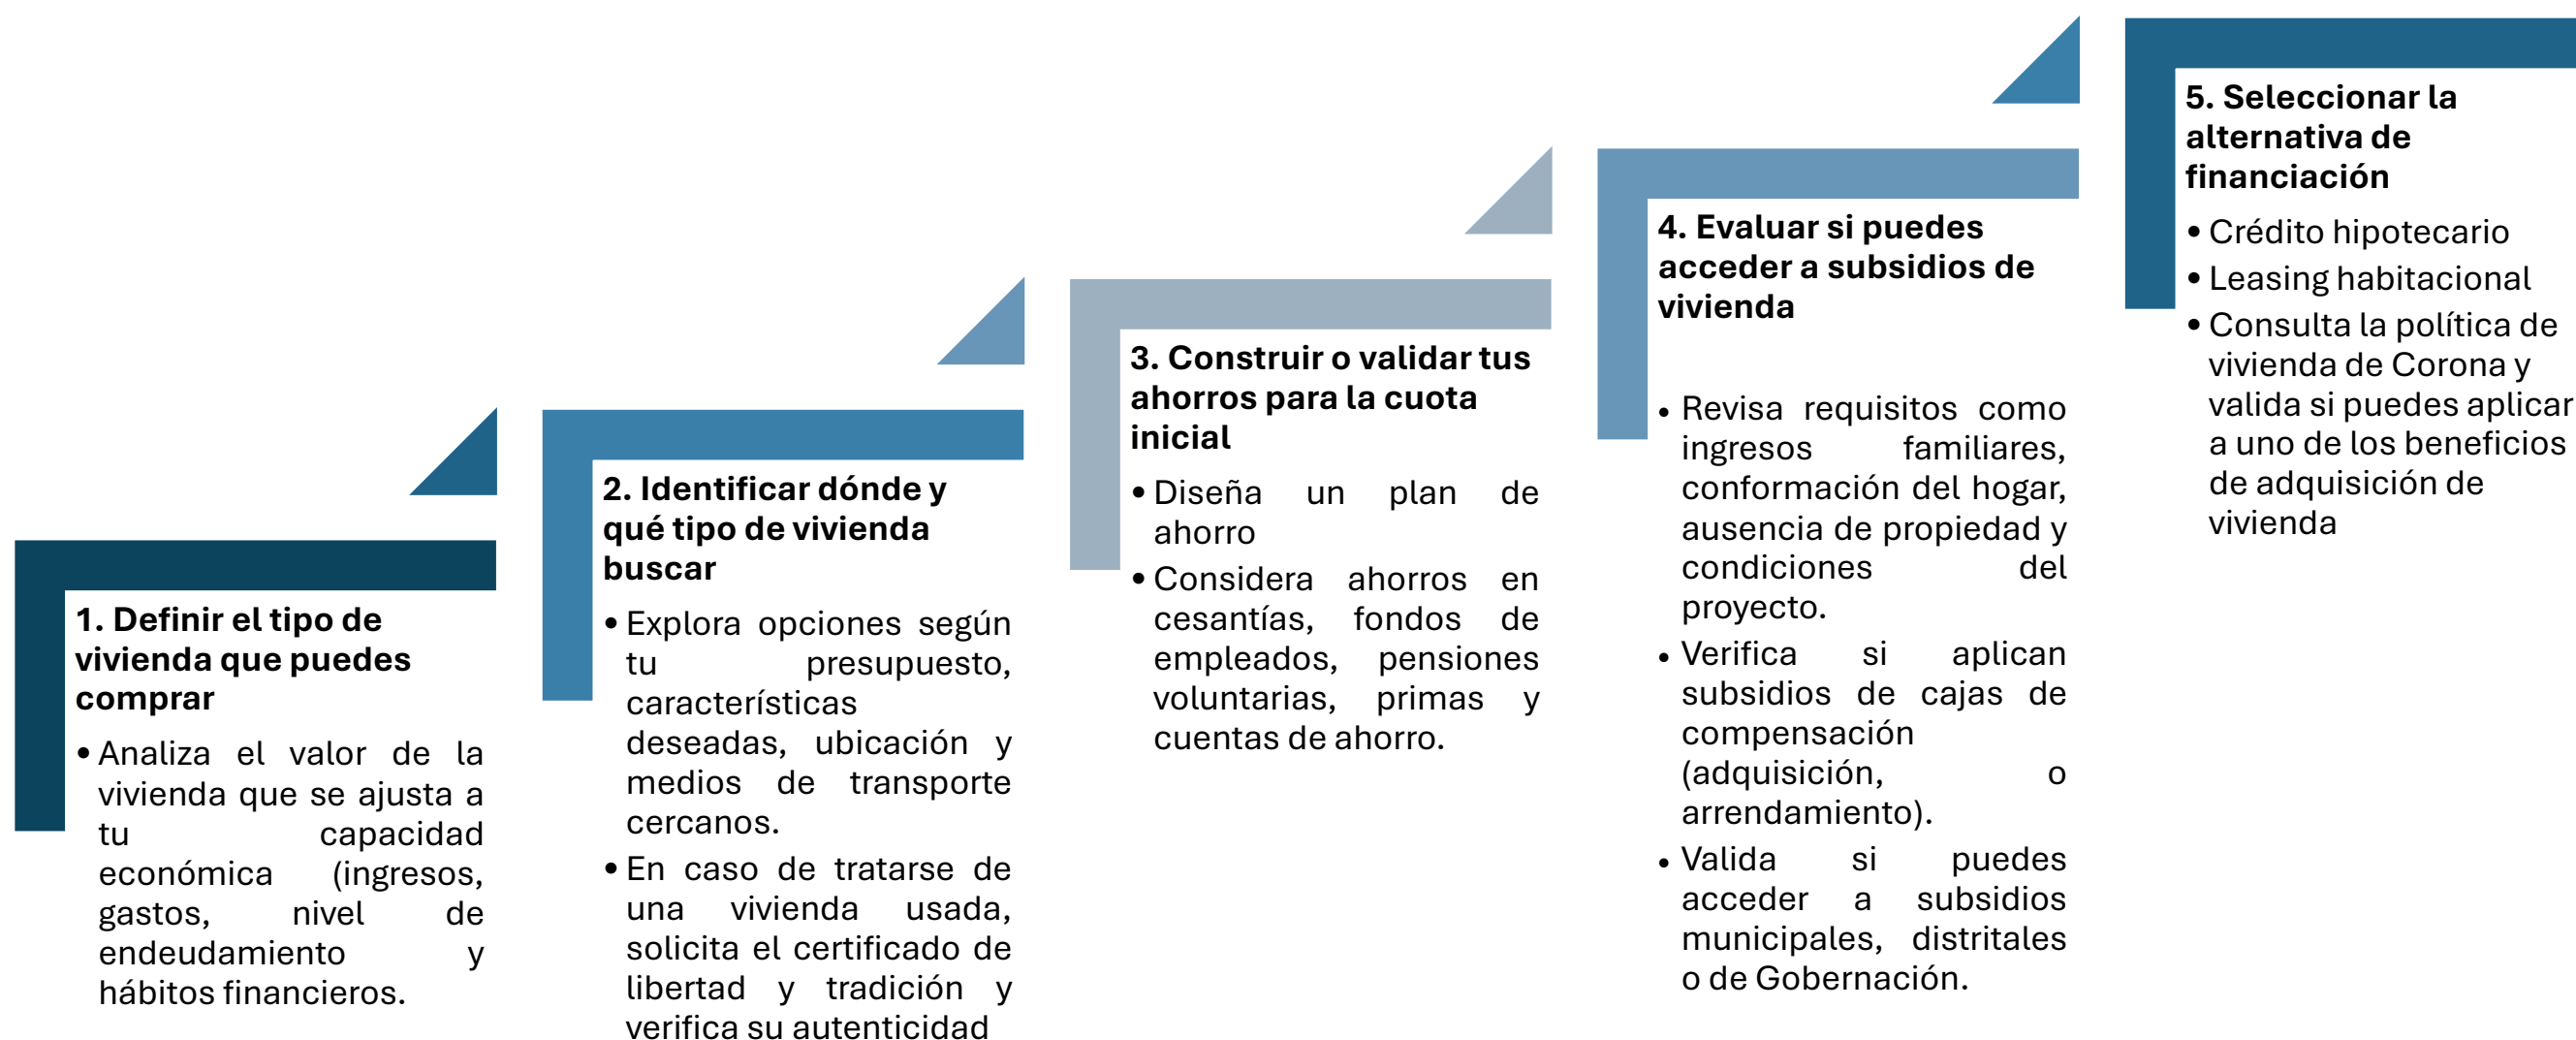 1. Definir el tipo de
vivienda que puedes
comprar
• Analiza el valor de la
vivienda que se ajusta a
tu capacidad
económica (ingresos,
gastos, nivel de
endeudamiento y
hábitos financieros.
2. Identificar dónde y
qué tipo de vivienda
buscar
• Explora opciones según
tu presupuesto,
características
deseadas, ubicación y
medios de transporte
cercanos.
• En caso de tratarse de
una vivienda usada,
solicita el certificado de
libertad y tradición y
verifica su autenticidad
3. Construir o validar tus
ahorros para la cuota
inicial
• Diseña un plan de
ahorro
• Considera ahorros en
cesantías, fondos de
empleados, pensiones
voluntarias, primas y
cuentas de ahorro.
4. Evaluar si puedes
acceder a subsidios de
vivienda
• Revisa requisitos como
ingresos familiares,
conformación del hogar,
ausencia de propiedad y
condiciones del
proyecto.
• Verifica si aplican
subsidios de cajas de
compensación
(adquisición, o
arrendamiento).
• Valida si puedes
acceder a subsidios
municipales, distritales
o de Gobernación.
5. Seleccionar la
alternativa de
financiación
• Crédito hipotecario
• Leasing habitacional
• Consulta la política de
vivienda de Corona y
valida si puedes aplicar
a uno de los beneficios
de adquisición de
vivienda